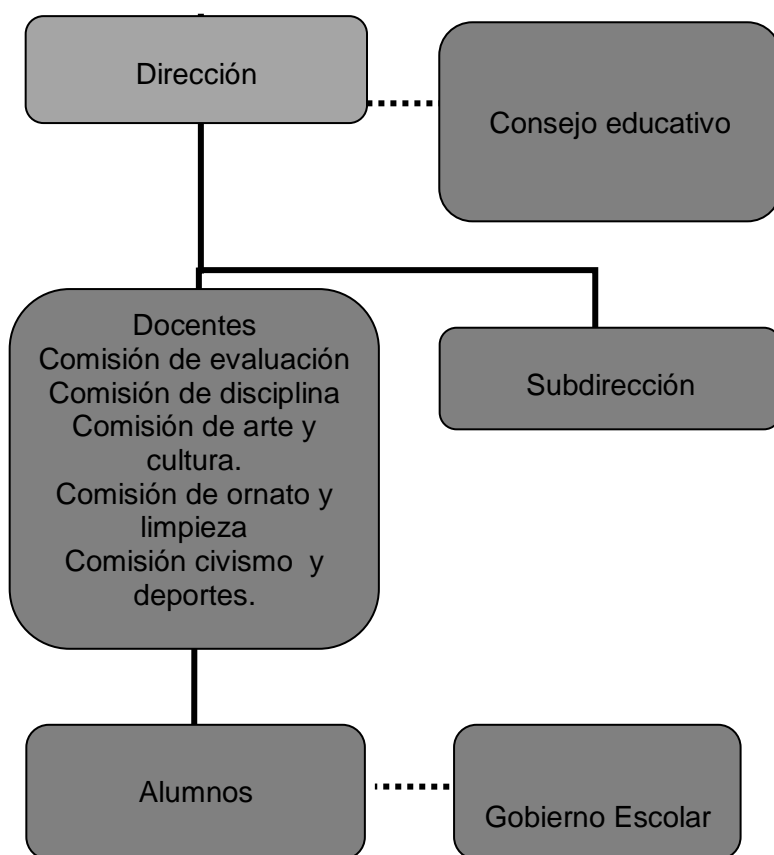 Dirección
Consejo educativo
Docentes
Comisión de evaluación
Comisión de disciplina
Comisión de arte y
cultura.
Comisión de ornato y
limpieza
Comisión civismo  y
deportes.
Subdirección
Alumnos
Gobierno Escolar